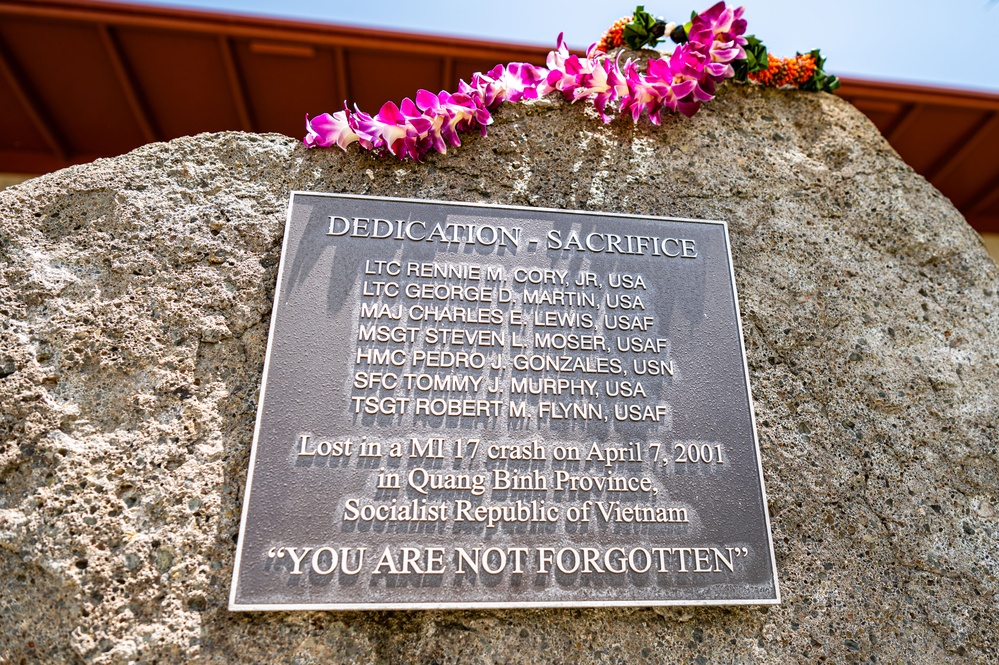 DEDICATION - SACRIFICE
LTC RENNIE M. CORY, JR, USA
LTC GEORGE D. MARTIN, USA
MAJ CHARLES E. LEWIS, USAF
MSGT STEVEN L. MOSER, USAF
HMC PEDRO J. GONZALES, USN
SFC TOMMY J. MURPHY, USA
TSGT ROBERT M. FLYNN, USAF
Lost in a MI 17 crash on April 7, 2001
in Quang Binh Province,
Socialist Republic of Vietnam
“YOU ARE NOT FORGOTTEN”